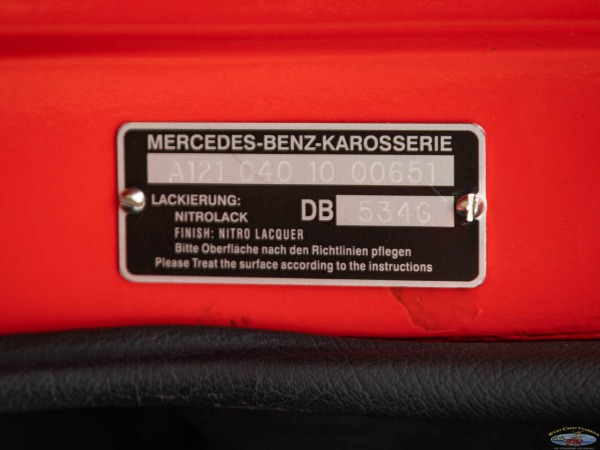 MERCEDES-BENZ-KAROSSERIE
A121 040 10 00651
LACKIERUNG:
NITROLACK DB 534G
FINISH: NITRO LACQUER
Bitte Oberflache nach den Richtlinien pflegen
Please Treat the surface according to the instructions